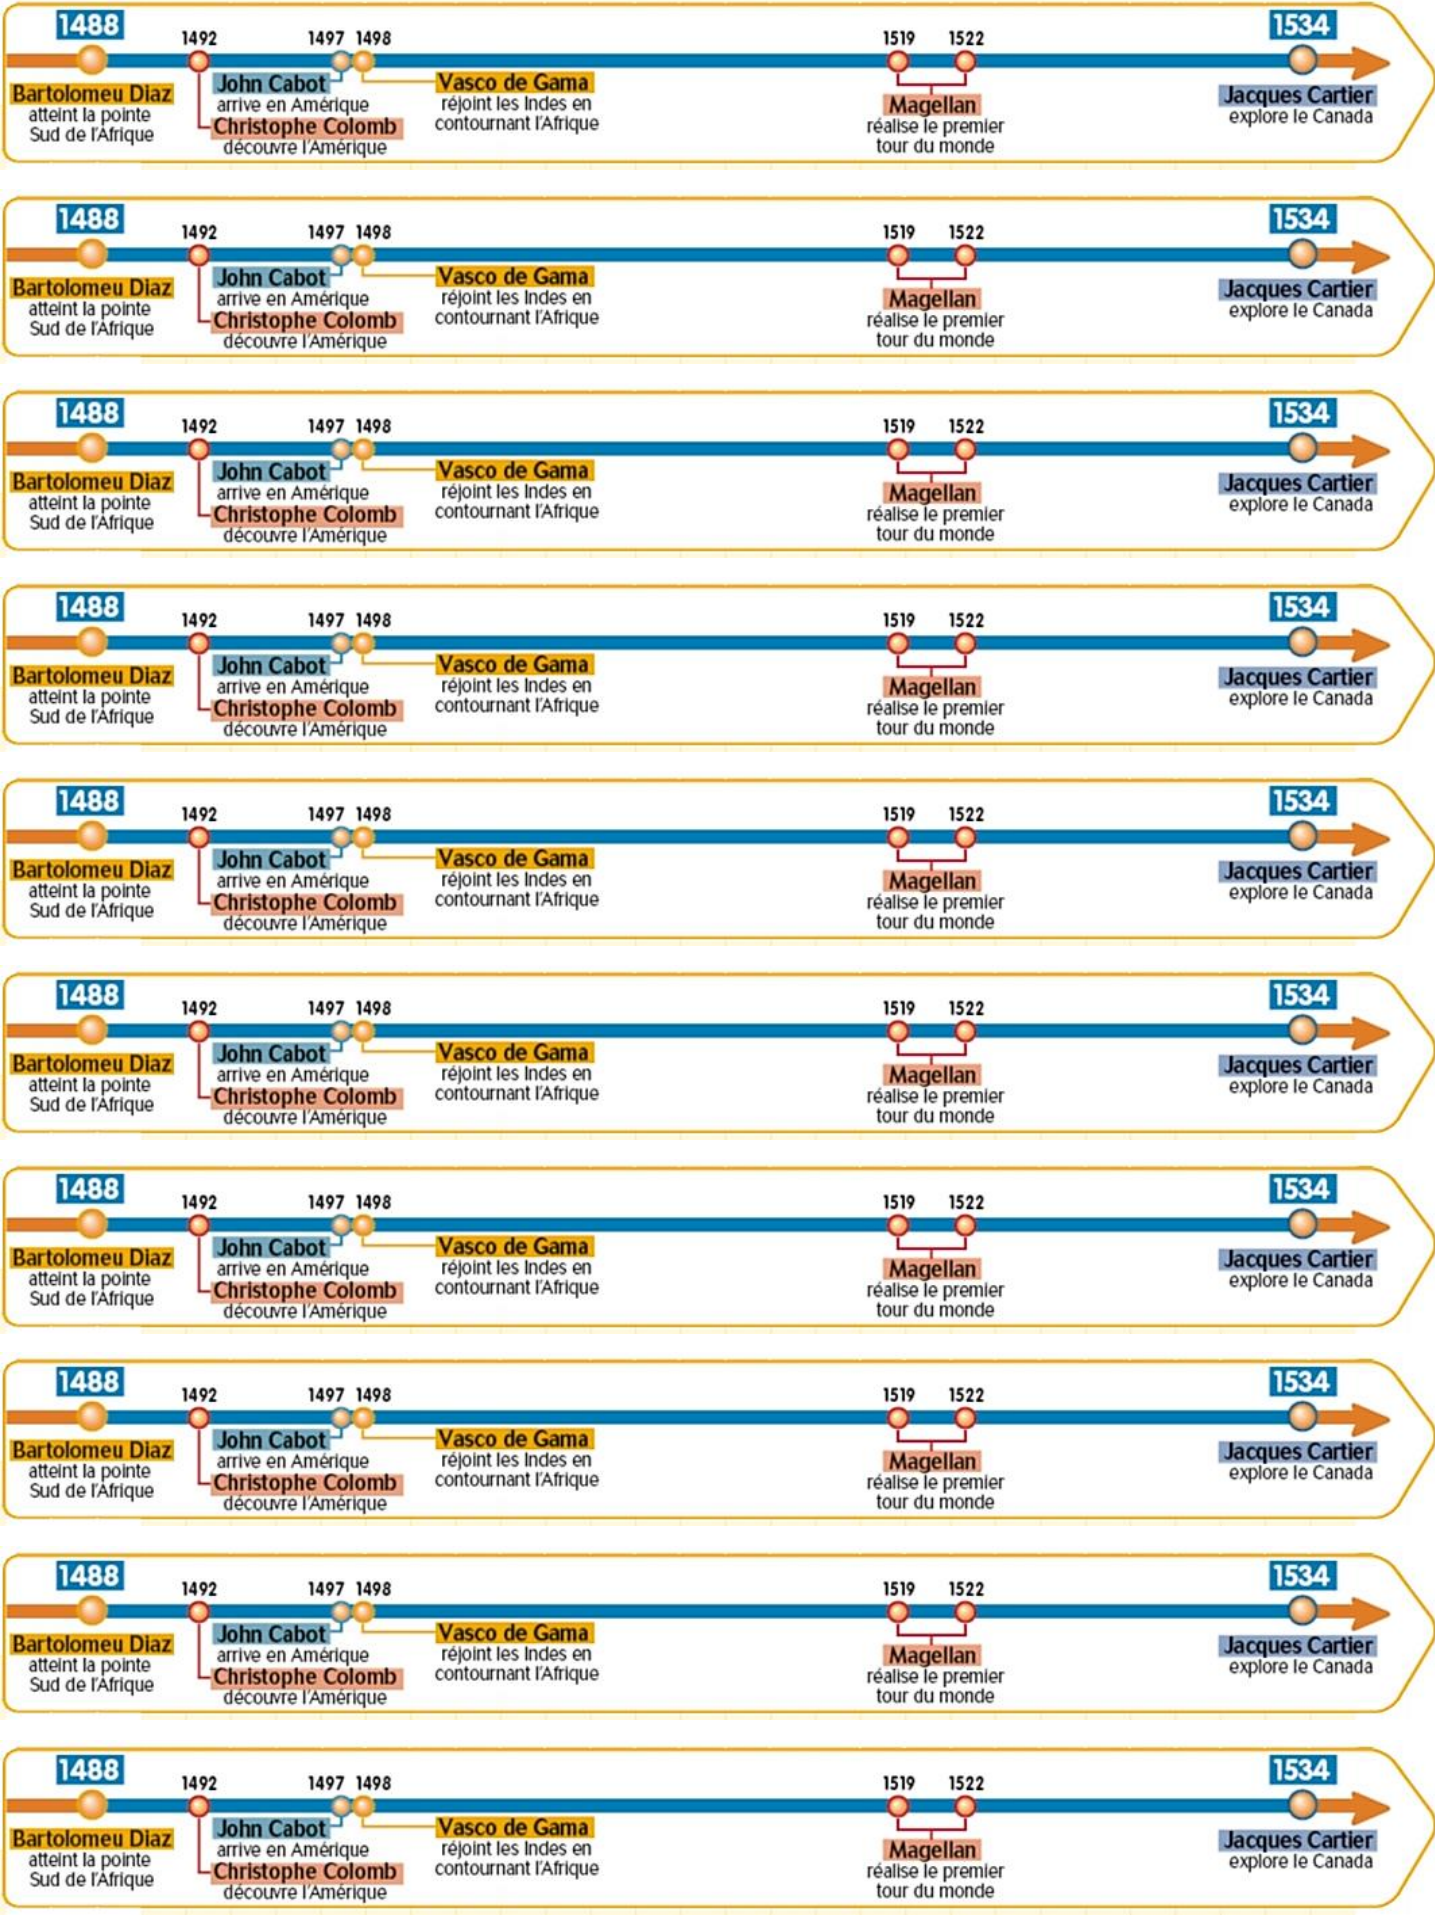 1488
1492
1497 1498
1519
1522
1534
Bartolomeu Diaz
atteint la pointe
Sud de l'Afrique
John Cabot
arrive en Amérique
Christophe Colomb
découvre l'Amérique
Vasco de Gama
réjoint les Indes en
contournant l'Afrique
Magellan
réalise le premier
tour du monde
Jacques Cartier
explore le Canada
1488
1492
1497 1498
1519
1522
1534
Bartolomeu Diaz
atteint la pointe
Sud de l'Afrique
John Cabot
arrive en Amérique
Christophe Colomb
découvre l'Amérique
Vasco de Gama
réjoint les Indes en
contournant l'Afrique
Magellan
réalise le premier
tour du monde
Jacques Cartier
explore le Canada
1488
1492
1497 1498
1519
1522
1534
Bartolomeu Diaz
atteint la pointe
Sud de l'Afrique
John Cabot
arrive en Amérique
Christophe Colomb
découvre l'Amérique
Vasco de Gama
réjoint les Indes en
contournant l'Afrique
Magellan
réalise le premier
tour du monde
Jacques Cartier
explore le Canada
1488
1492
1497 1498
1519
1522
1534
Bartolomeu Diaz
atteint la pointe
Sud de l'Afrique
John Cabot
arrive en Amérique
Christophe Colomb
découvre l'Amérique
Vasco de Gama
réjoint les Indes en
contournant l'Afrique
Magellan
réalise le premier
tour du monde
Jacques Cartier
explore le Canada
1488
1492
1497 1498
1519
1522
1534
Bartolomeu Diaz
atteint la pointe
Sud de l'Afrique
John Cabot
arrive en Amérique
Christophe Colomb
découvre l'Amérique
Vasco de Gama
réjoint les Indes en
contournant l'Afrique
Magellan
réalise le premier
tour du monde
Jacques Cartier
explore le Canada
1488
1492
1497 1498
1519
1522
1534
Bartolomeu Diaz
atteint la pointe
Sud de l'Afrique
John Cabot
arrive en Amérique
Christophe Colomb
découvre l'Amérique
Vasco de Gama
réjoint les Indes en
contournant l'Afrique
Magellan
réalise le premier
tour du monde
Jacques Cartier
explore le Canada
1488
1492
1497 1498
1519
1522
1534
Bartolomeu Diaz
atteint la pointe
Sud de l'Afrique
John Cabot
arrive en Amérique
Christophe Colomb
découvre l'Amérique
Vasco de Gama
réjoint les Indes en
contournant l'Afrique
Magellan
réalise le premier
tour du monde
Jacques Cartier
explore le Canada
1488
1492
1497 1498
1519
1522
1534
Bartolomeu Diaz
atteint la pointe
Sud de l'Afrique
John Cabot
arrive en Amérique
Christophe Colomb
découvre l'Amérique
Vasco de Gama
réjoint les Indes en
contournant l'Afrique
Magellan
réalise le premier
tour du monde
Jacques Cartier
explore le Canada
1488
1492
1497 1498
1519
1522
1534
Bartolomeu Diaz
atteint la pointe
Sud de l'Afrique
John Cabot
arrive en Amérique
Christophe Colomb
découvre l'Amérique
Vasco de Gama
réjoint les Indes en
contournant l'Afrique
Magellan
réalise le premier
tour du monde
Jacques Cartier
explore le Canada
1488
1492
1497 1498
1519
1522
1534
Bartolomeu Diaz
atteint la pointe
Sud de l'Afrique
John Cabot
arrive en Amérique
Christophe Colomb
découvre l'Amérique
Vasco de Gama
réjoint les Indes en
contournant l'Afrique
Magellan
réalise le premier
tour du monde
Jacques Cartier
explore le Canada